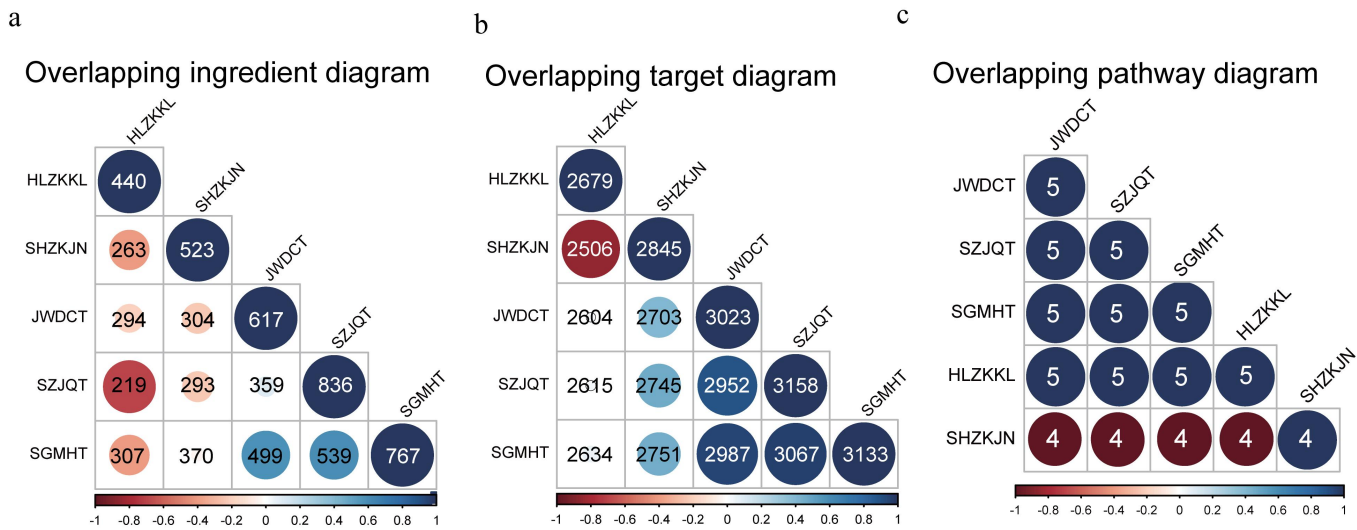 a
Overlapping ingredient diagram
HLZKKL
HLZKKL 440
SHZKJN
SHZKJN 263 523
JWDCT
JWDCT 294 304 617
SZJQT
SZJQT 219 293 359 836
SGMHT
SGMHT 307 370 499 539 767
-1 -0.8 -0.6 -0.4 -0.2 0 0.2 0.4 0.6 0.8 1
b
Overlapping target diagram
HLZKKL
HLZKKL 2679
SHZKJN
SHZKJN 2506 2845
JWDCT
JWDCT 2604 2703 3023
SZJQT
SZJQT 2615 2745 2952 3158
SGMHT
SGMHT 2634 2751 2987 3067 3133
-1 -0.8 -0.6 -0.4 -0.2 0 0.2 0.4 0.6 0.8 1
c
Overlapping pathway diagram
JWDCT
JWDCT 5
SZJQT
SZJQT 5 5
SGMHT
SGMHT 5 5 5
HLZKKL
HLZKKL 5 5 5 5
SHZKJN
SHZKJN 4 4 4 4 4
-1 -0.8 -0.6 -0.4 -0.2 0 0.2 0.4 0.6 0.8 1